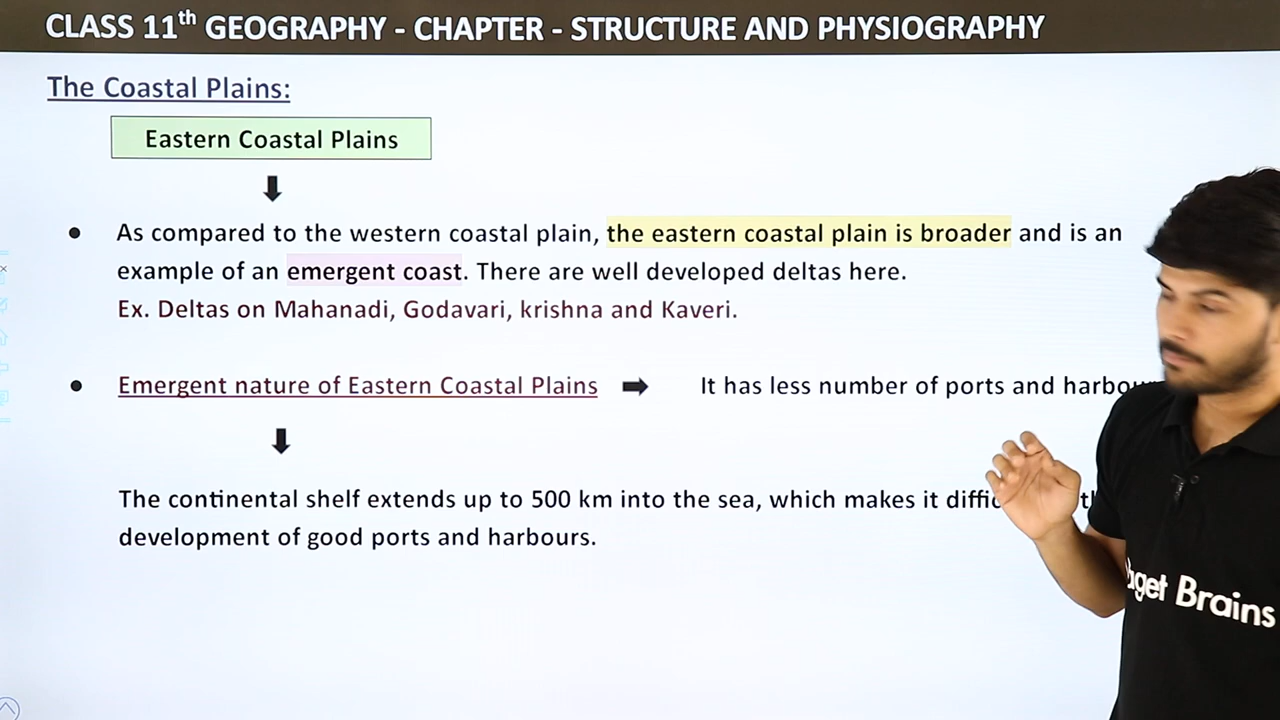 CLASS 11th GEOGRAPHY - CHAPTER - STRUCTURE AND PHYSIOGRAPHY
The Coastal Plains:
Eastern Coastal Plains
As compared to the western coastal plain, the eastern coastal plain is broader and is an
example of an emergent coast. There are well developed deltas here.
Ex. Deltas on Mahanadi, Godavari, krishna and Kaveri.
Emergent nature of Eastern Coastal Plains ➡ It has less number of ports and
The continental shelf extends up to 500 km into the sea, which makes it
development of good ports and harbours.
Brains